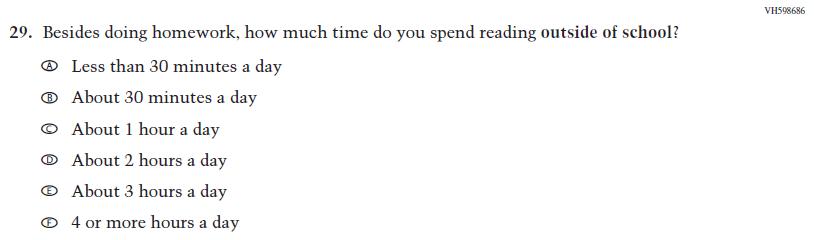 VH598686
29. Besides doing homework, how much time do you spend reading outside of school?
A Less than 30 minutes a day
B About 30 minutes a day
C About 1 hour a day
D About 2 hours a day
E About 3 hours a day
F 4 or more hours a day